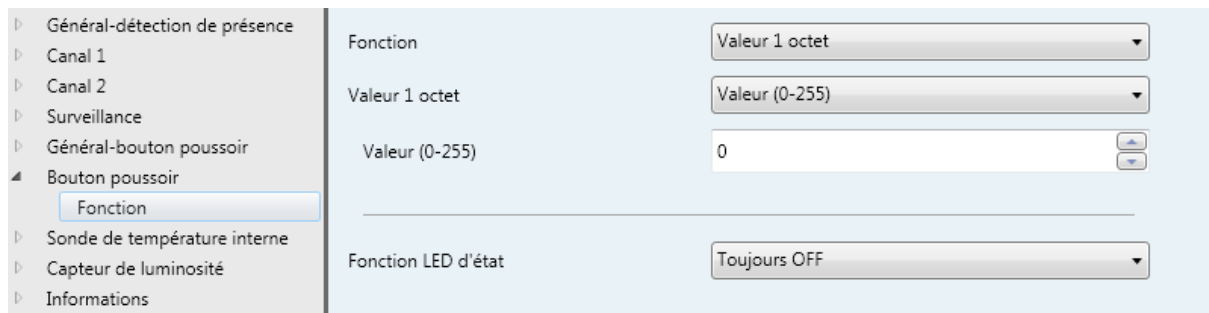 Général-détection de présence
Canal 1
Canal 2
Surveillance
Général-bouton poussoir
Bouton poussoir
Fonction
Sonde de température interne
Capteur de luminosité
Informations
Fonction
Valeur 1 octet
Valeur 1 octet
Valeur (0-255)
Valeur (0-255)
0
Fonction LED d'état
Toujours OFF